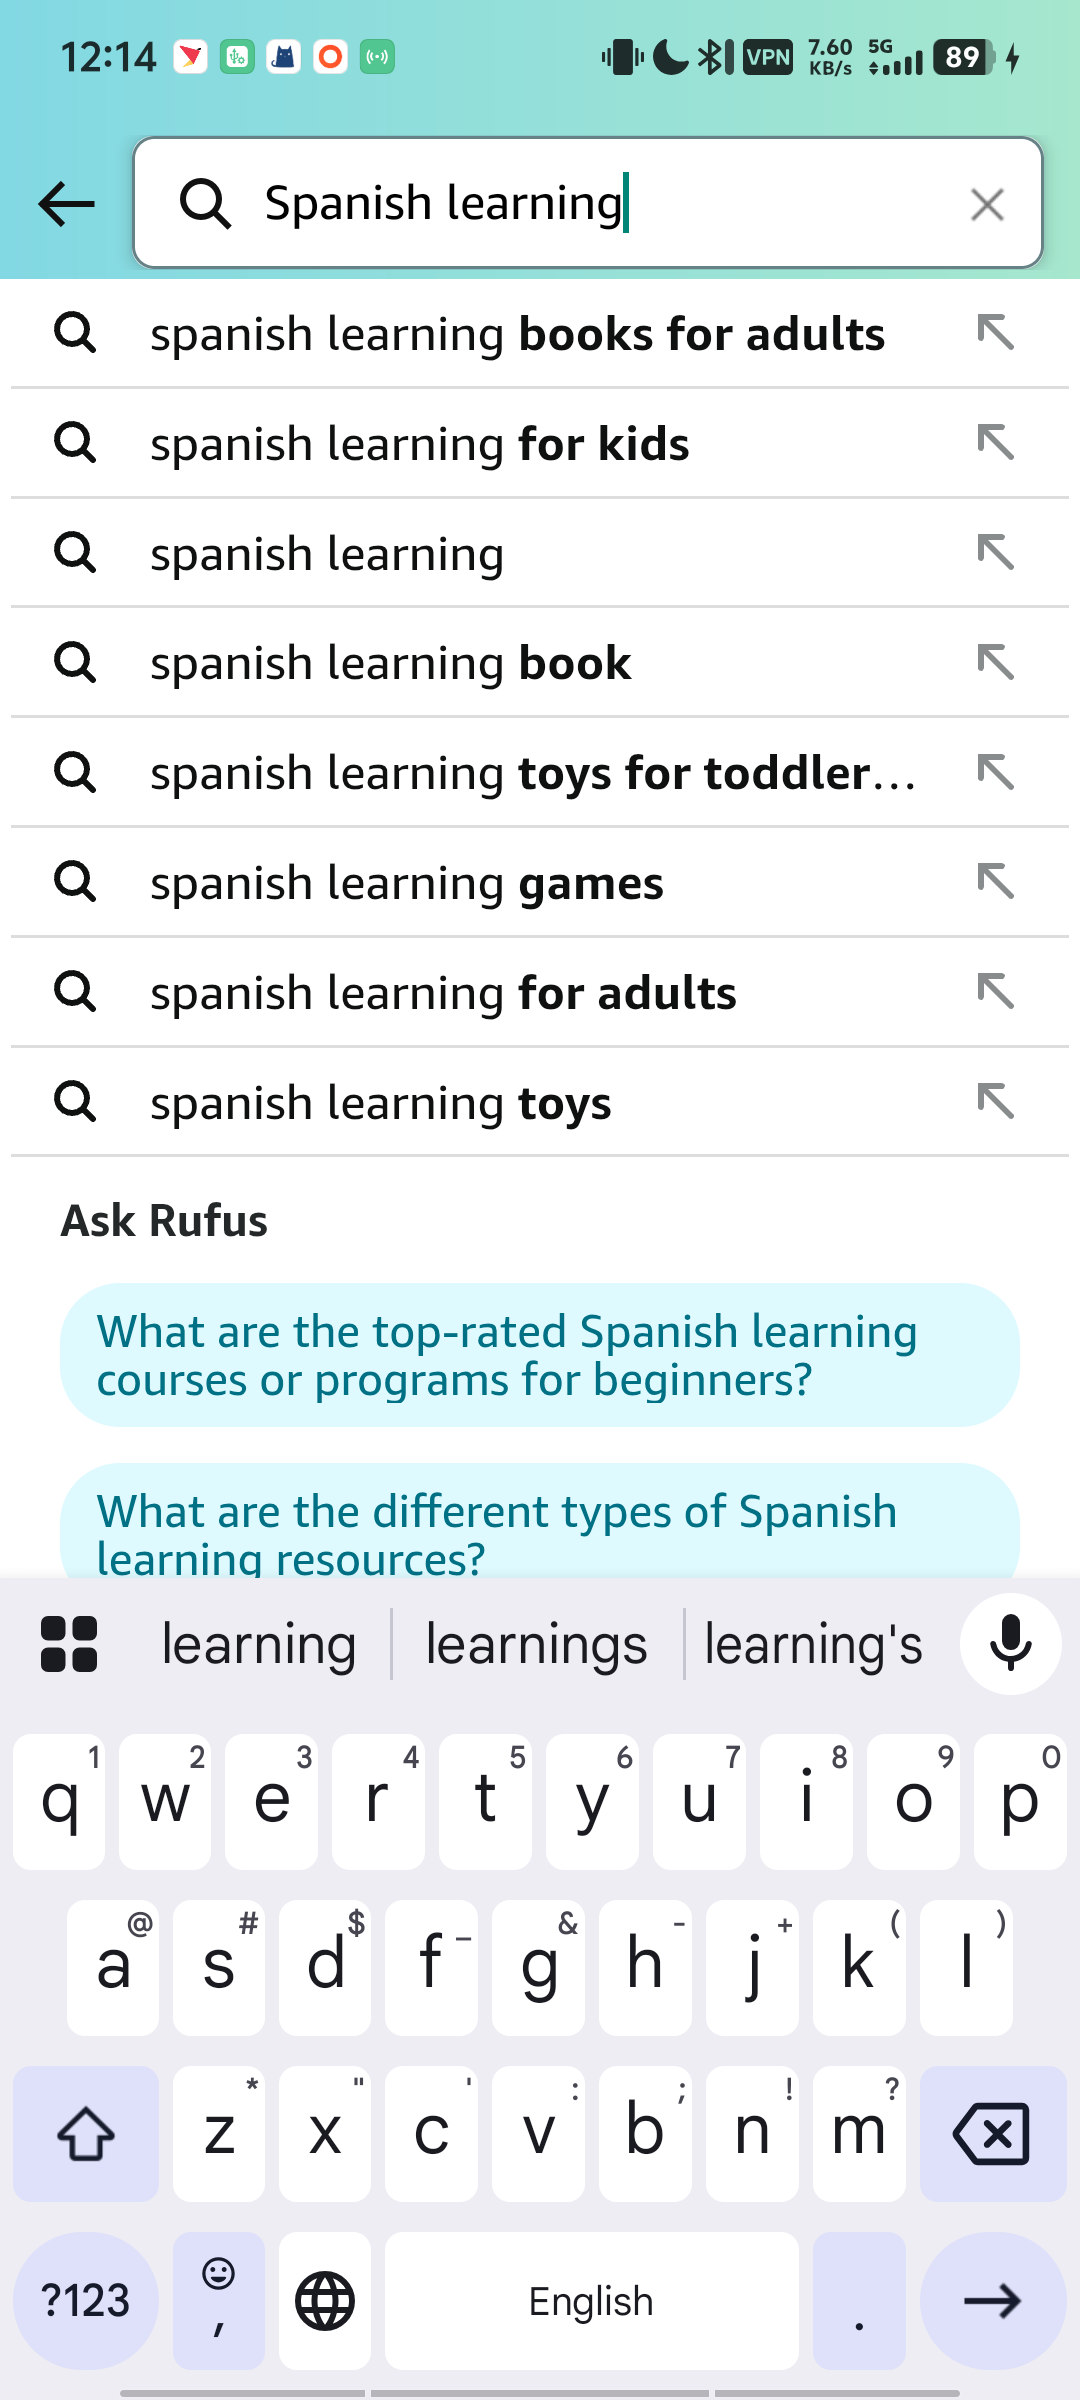 12:14 VPN 7.60 KB/s 5G 89
Spanish learning
spanish learning books for adults
spanish learning for kids
spanish learning
spanish learning book
spanish learning toys for toddler...
spanish learning games
spanish learning for adults
spanish learning toys
Ask Rufus
What are the top-rated Spanish learning
courses or programs for beginners?
What are the different types of Spanish
learning resources?
learning learnings learning's
1 2 3 4 5 6 7 8 9 0
q w e r t y u i o p
@ # $ _ & - + ( )
a s d f g h j k l
* " ' : ; ! ?
z x c v b n m
?123 , English .